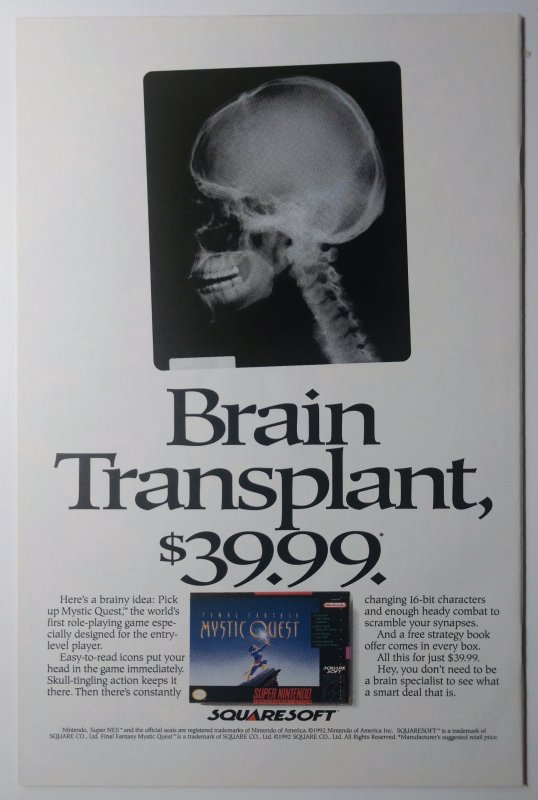 Brain
Transplant,
$39.99.*
Here's a brainy idea: Pick
up Mystic Quest,™ the world's
first role-playing game espe-
cially designed for the entry-
level player.
Easy-to-read icons put your
head in the game immediately.
Skull-tingling action keeps it
there. Then there's constantly
FINAL FANTASY
MYSTIC QUEST
SQUARE SOFT
SUPER NINTENDO
changing 16-bit characters
and enough heady combat to
scramble your synapses.
And a free strategy book
offer comes in every box.
All this for just $39.99.
Hey, you don't need to be
a brain specialist to see what
a smart deal that is.
SQUARESOFT
Nintendo, Super NES™ and the official seals are registered trademarks of Nintendo of America. ©1992 Nintendo of America Inc. SQUARESOFT™ is a trademark of
SQUARE CO., Ltd. Final Fantasy Mystic Quest™ is a trademark of SQUARE CO., Ltd. ©1992 SQUARE CO., Ltd. All Rights Reserved. *Manufacturer's suggested retail price.